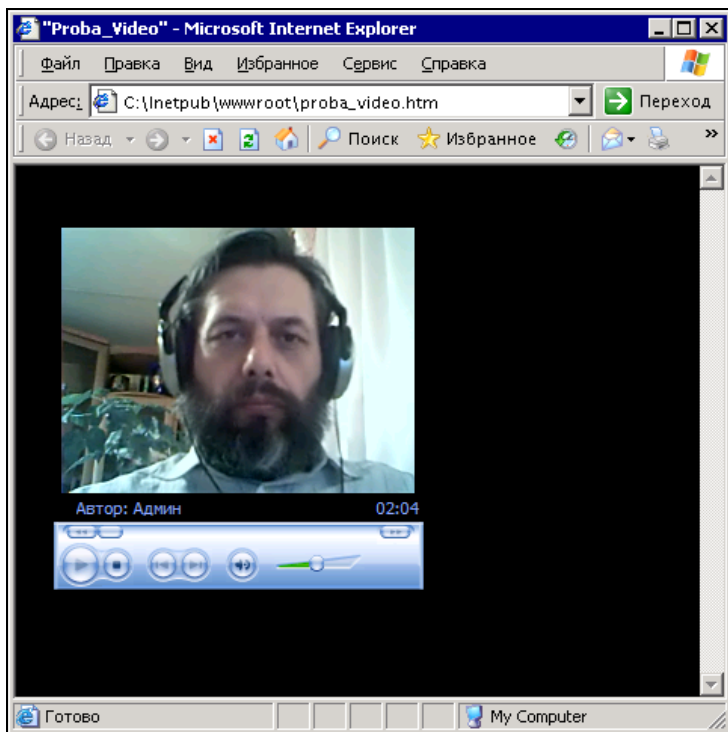 "Proba_Video" - Microsoft Internet Explorer
Файл Правка Вид Избранное Сервис Справка
Адрес: C:\Inetpub\wwwroot\proba_video.htm Переход
Назад Поиск Избранное »
Автор: Админ 02:04
Готово My Computer